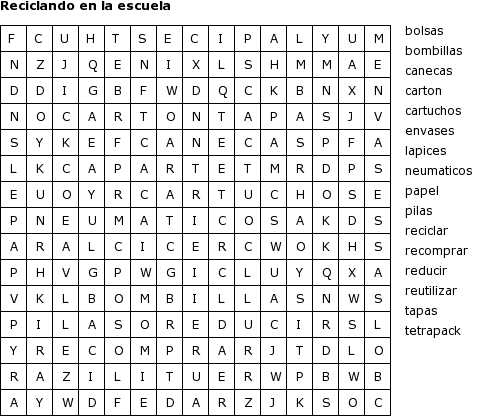 Reciclando en la escuela
F C U H T S E C I P A L Y U M
N Z J Q E N I X L S H M M A E
D D I G B F W D Q C K B N X N
N O C A R T O N T A P A S J V
S Y K E F C A N E C A S P F A
L K C A P A R T E T M R D P S
E U O Y R C A R T U C H O S E
P N E U M A T I C O S A K D S
A R A L C I C E R C W O K H S
P H V G P W G I C L U Y Q X A
V K L B O M B I L L A S N W S
P I L A S O R E D U C I R S L
Y R E C O M P R A R J T D L O
R A Z I L I T U E R W P B W B
A Y W D F E D A R Z J K S O C
bolsas
bombillas
canecas
carton
cartuchos
envases
lapices
neumaticos
papel
pilas
reciclar
recomprar
reducir
reutilizar
tapas
tetrapack